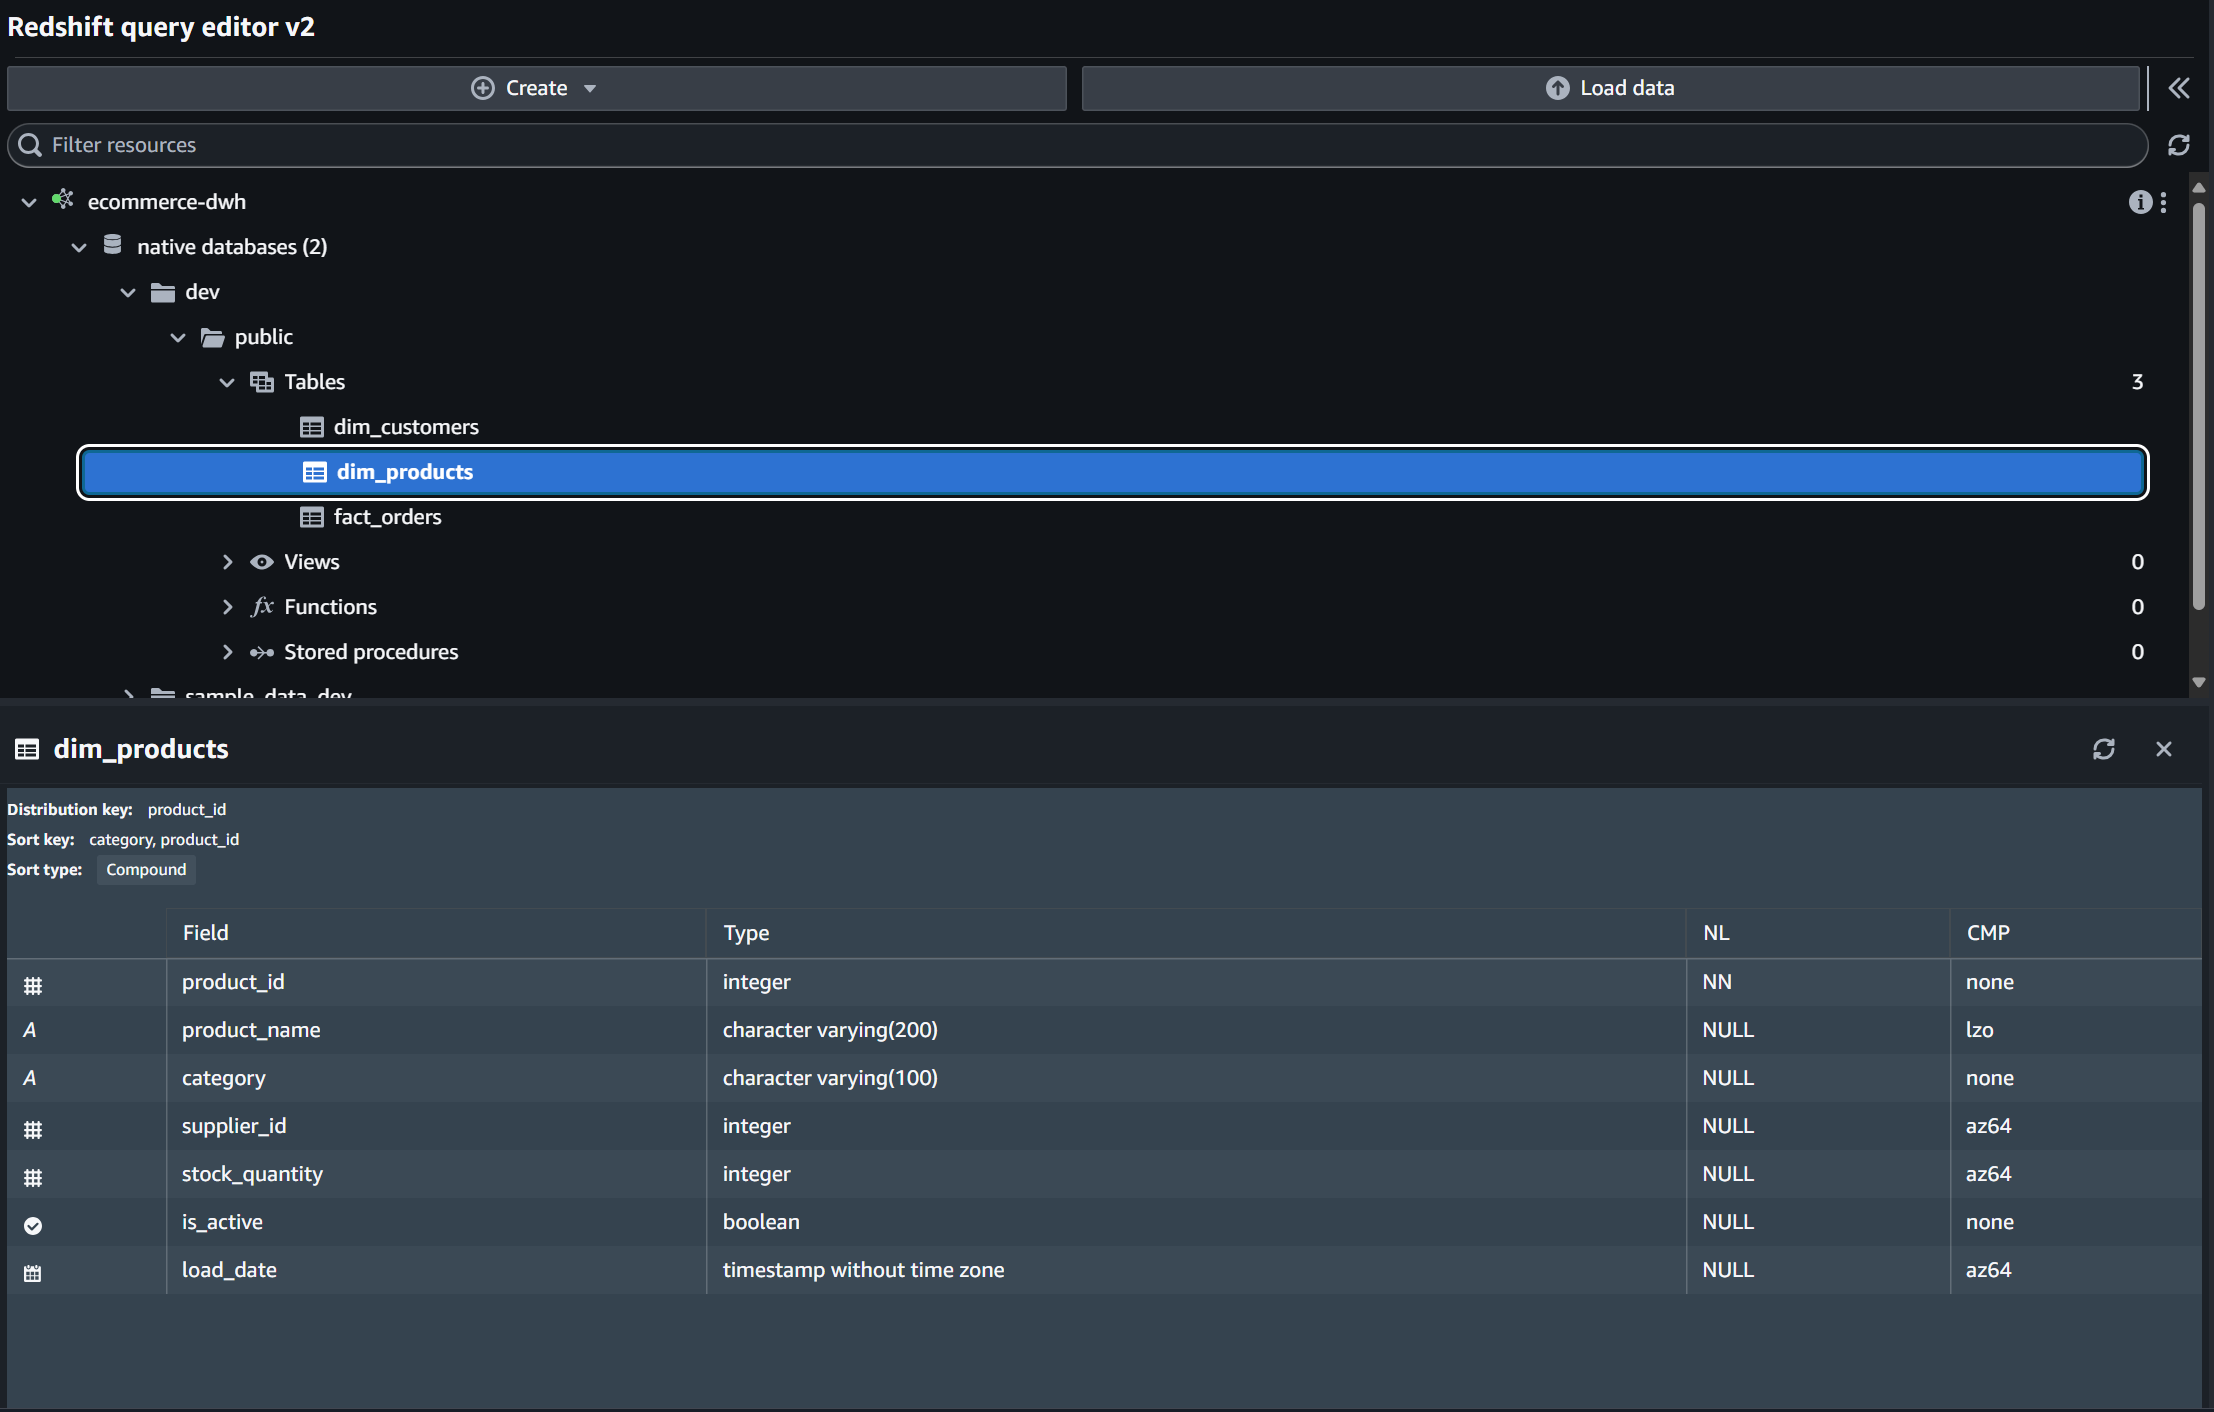 Redshift query editor v2
Create Load data
Filter resources
ecommerce-dwh
native databases (2)
dev
public
Tables 3
dim_customers
dim_products
fact_orders
Views 0
fx Functions 0
Stored procedures 0
sample_data_dev
dim_products
Distribution key: product_id
Sort key: category, product_id
Sort type: Compound
Field Type NL CMP
product_id integer NN none
A product_name character varying(200) NULL lzo
A category character varying(100) NULL none
supplier_id integer NULL az64
stock_quantity integer NULL az64
is_active boolean NULL none
load_date timestamp without time zone NULL az64